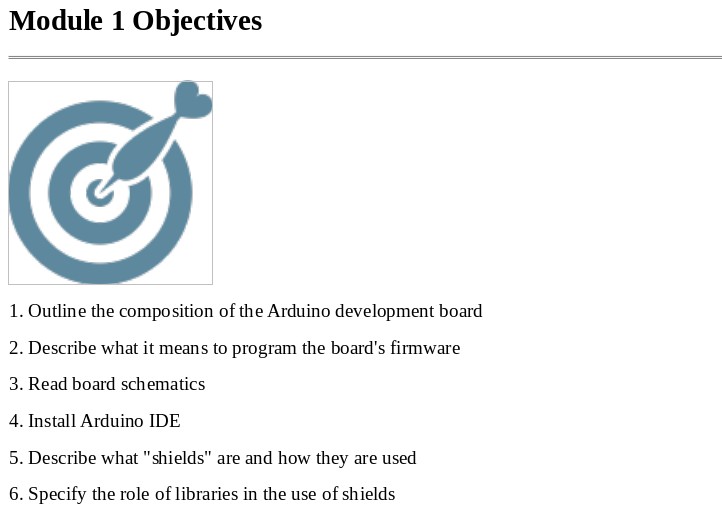 Module 1 Objectives
1. Outline the composition of the Arduino development board
2. Describe what it means to program the board's firmware
3. Read board schematics
4. Install Arduino IDE
5. Describe what "shields" are and how they are used
6. Specify the role of libraries in the use of shields